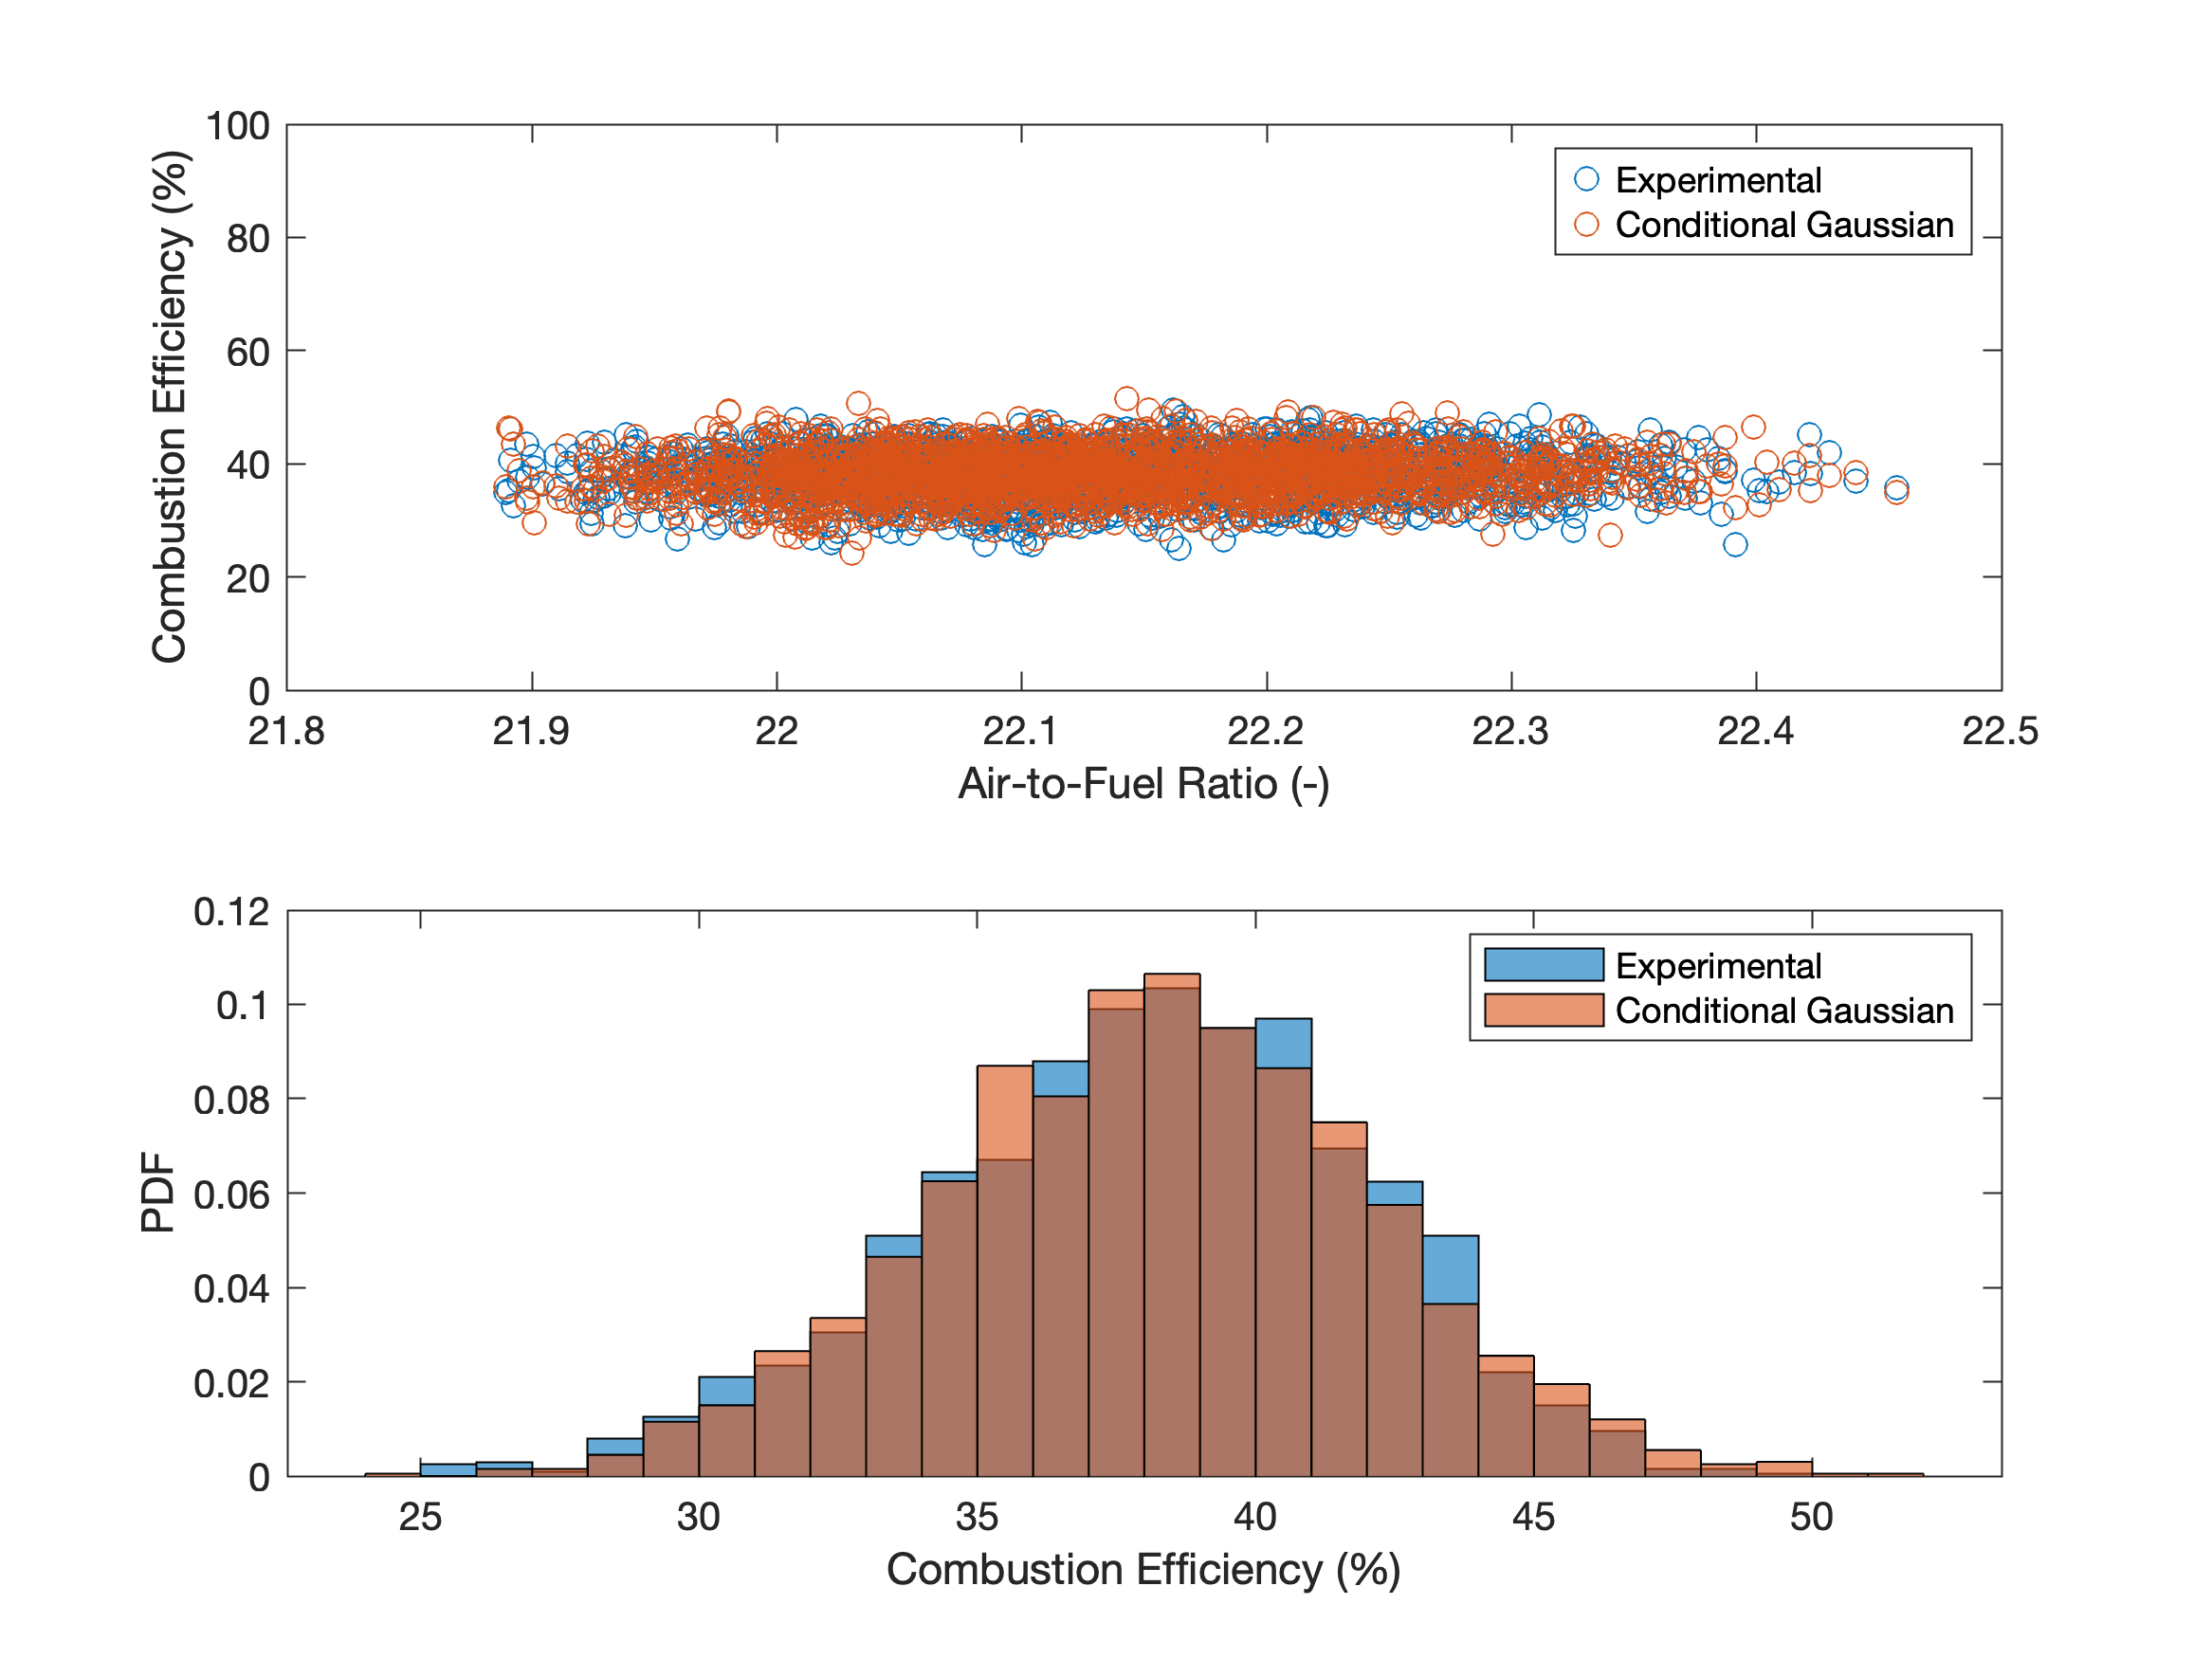 100
80
60
40
20
0
Combustion Efficiency (%)
Experimental
Conditional Gaussian
21.8 21.9 22 22.1 22.2 22.3 22.4 22.5
Air-to-Fuel Ratio (-)
0.12
0.1
0.08
0.06
0.04
0.02
0
PDF
Experimental
Conditional Gaussian
25 30 35 40 45 50
Combustion Efficiency (%)